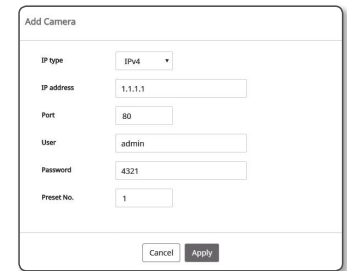 Add Camera
IP type IPv4
IP address 1.1.1.1
Port 80
User admin
Password 4321
Preset No. 1
Cancel Apply